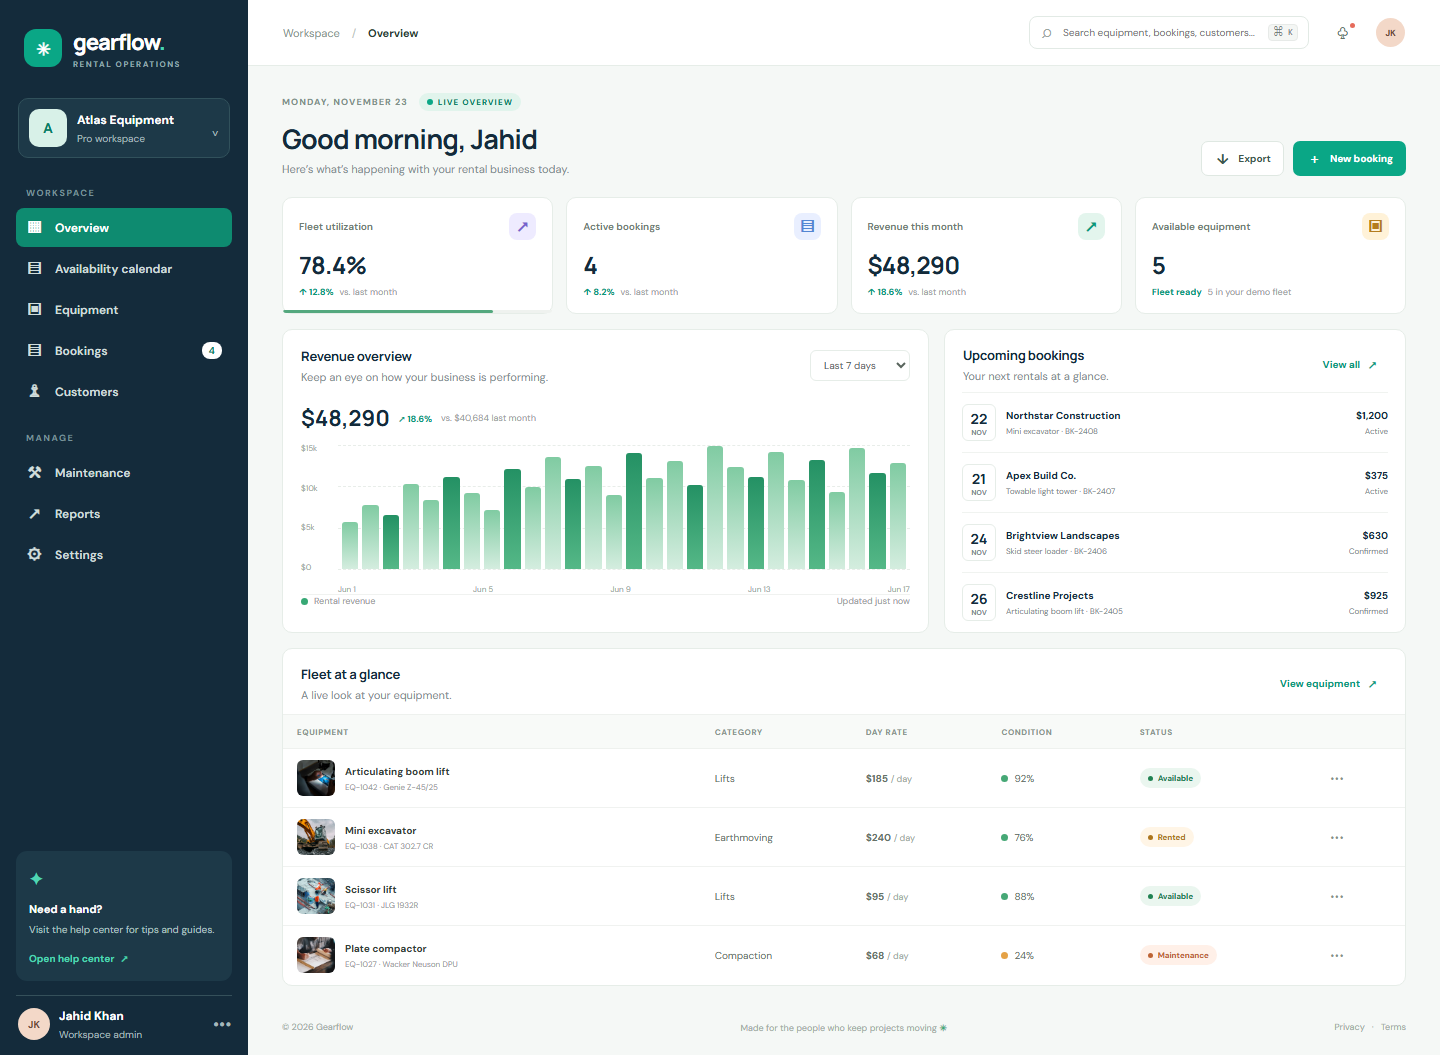 gearflow.
RENTAL OPERATIONS
A
Atlas Equipment
Pro workspace
WORKSPACE
Overview
Availability calendar
Equipment
Bookings
4
Customers
MANAGE
Maintenance
Reports
Settings
Need a hand?
Visit the help center for tips and guides.
Open help center ↗
JK
Jahid Khan
Workspace admin
Workspace / Overview
Search equipment, bookings, customers...
⌘ K
JK
MONDAY, NOVEMBER 23
LIVE OVERVIEW
Good morning, Jahid
Here's what's happening with your rental business today.
↓ Export
+ New booking
Fleet utilization
78.4%
↑ 12.8% vs. last month
Active bookings
4
↑ 8.2% vs. last month
Revenue this month
$48,290
↑ 18.6% vs. last month
Available equipment
5
Fleet ready 5 in your demo fleet
Revenue overview
Keep an eye on how your business is performing.
Last 7 days
$48,290 ↗ 18.6% vs. $40,684 last month
$15k
$10k
$5k
$0
Jun 1 Jun 5 Jun 9 Jun 13 Jun 17
Rental revenue
Updated just now
Upcoming bookings
Your next rentals at a glance.
View all ↗
22 NOV
Northstar Construction
Mini excavator · BK-2408
$1,200
Active
21 NOV
Apex Build Co.
Towable light tower · BK-2407
$375
Active
24 NOV
Brightview Landscapes
Skid steer loader · BK-2406
$630
Confirmed
26 NOV
Crestline Projects
Articulating boom lift · BK-2405
$925
Confirmed
Fleet at a glance
A live look at your equipment.
View equipment ↗
EQUIPMENT CATEGORY DAY RATE CONDITION STATUS
Articulating boom lift
EQ-1042 · Genie Z-45/25
Lifts $185 / day 92% Available
Mini excavator
EQ-1038 · CAT 302.7 CR
Earthmoving $240 / day 76% Rented
Scissor lift
EQ-1031 · JLG 1932R
Lifts $95 / day 88% Available
Plate compactor
EQ-1027 · Wacker Neuson DPU
Compaction $68 / day 24% Maintenance
© 2026 Gearflow
Made for the people who keep projects moving ✳
Privacy · Terms